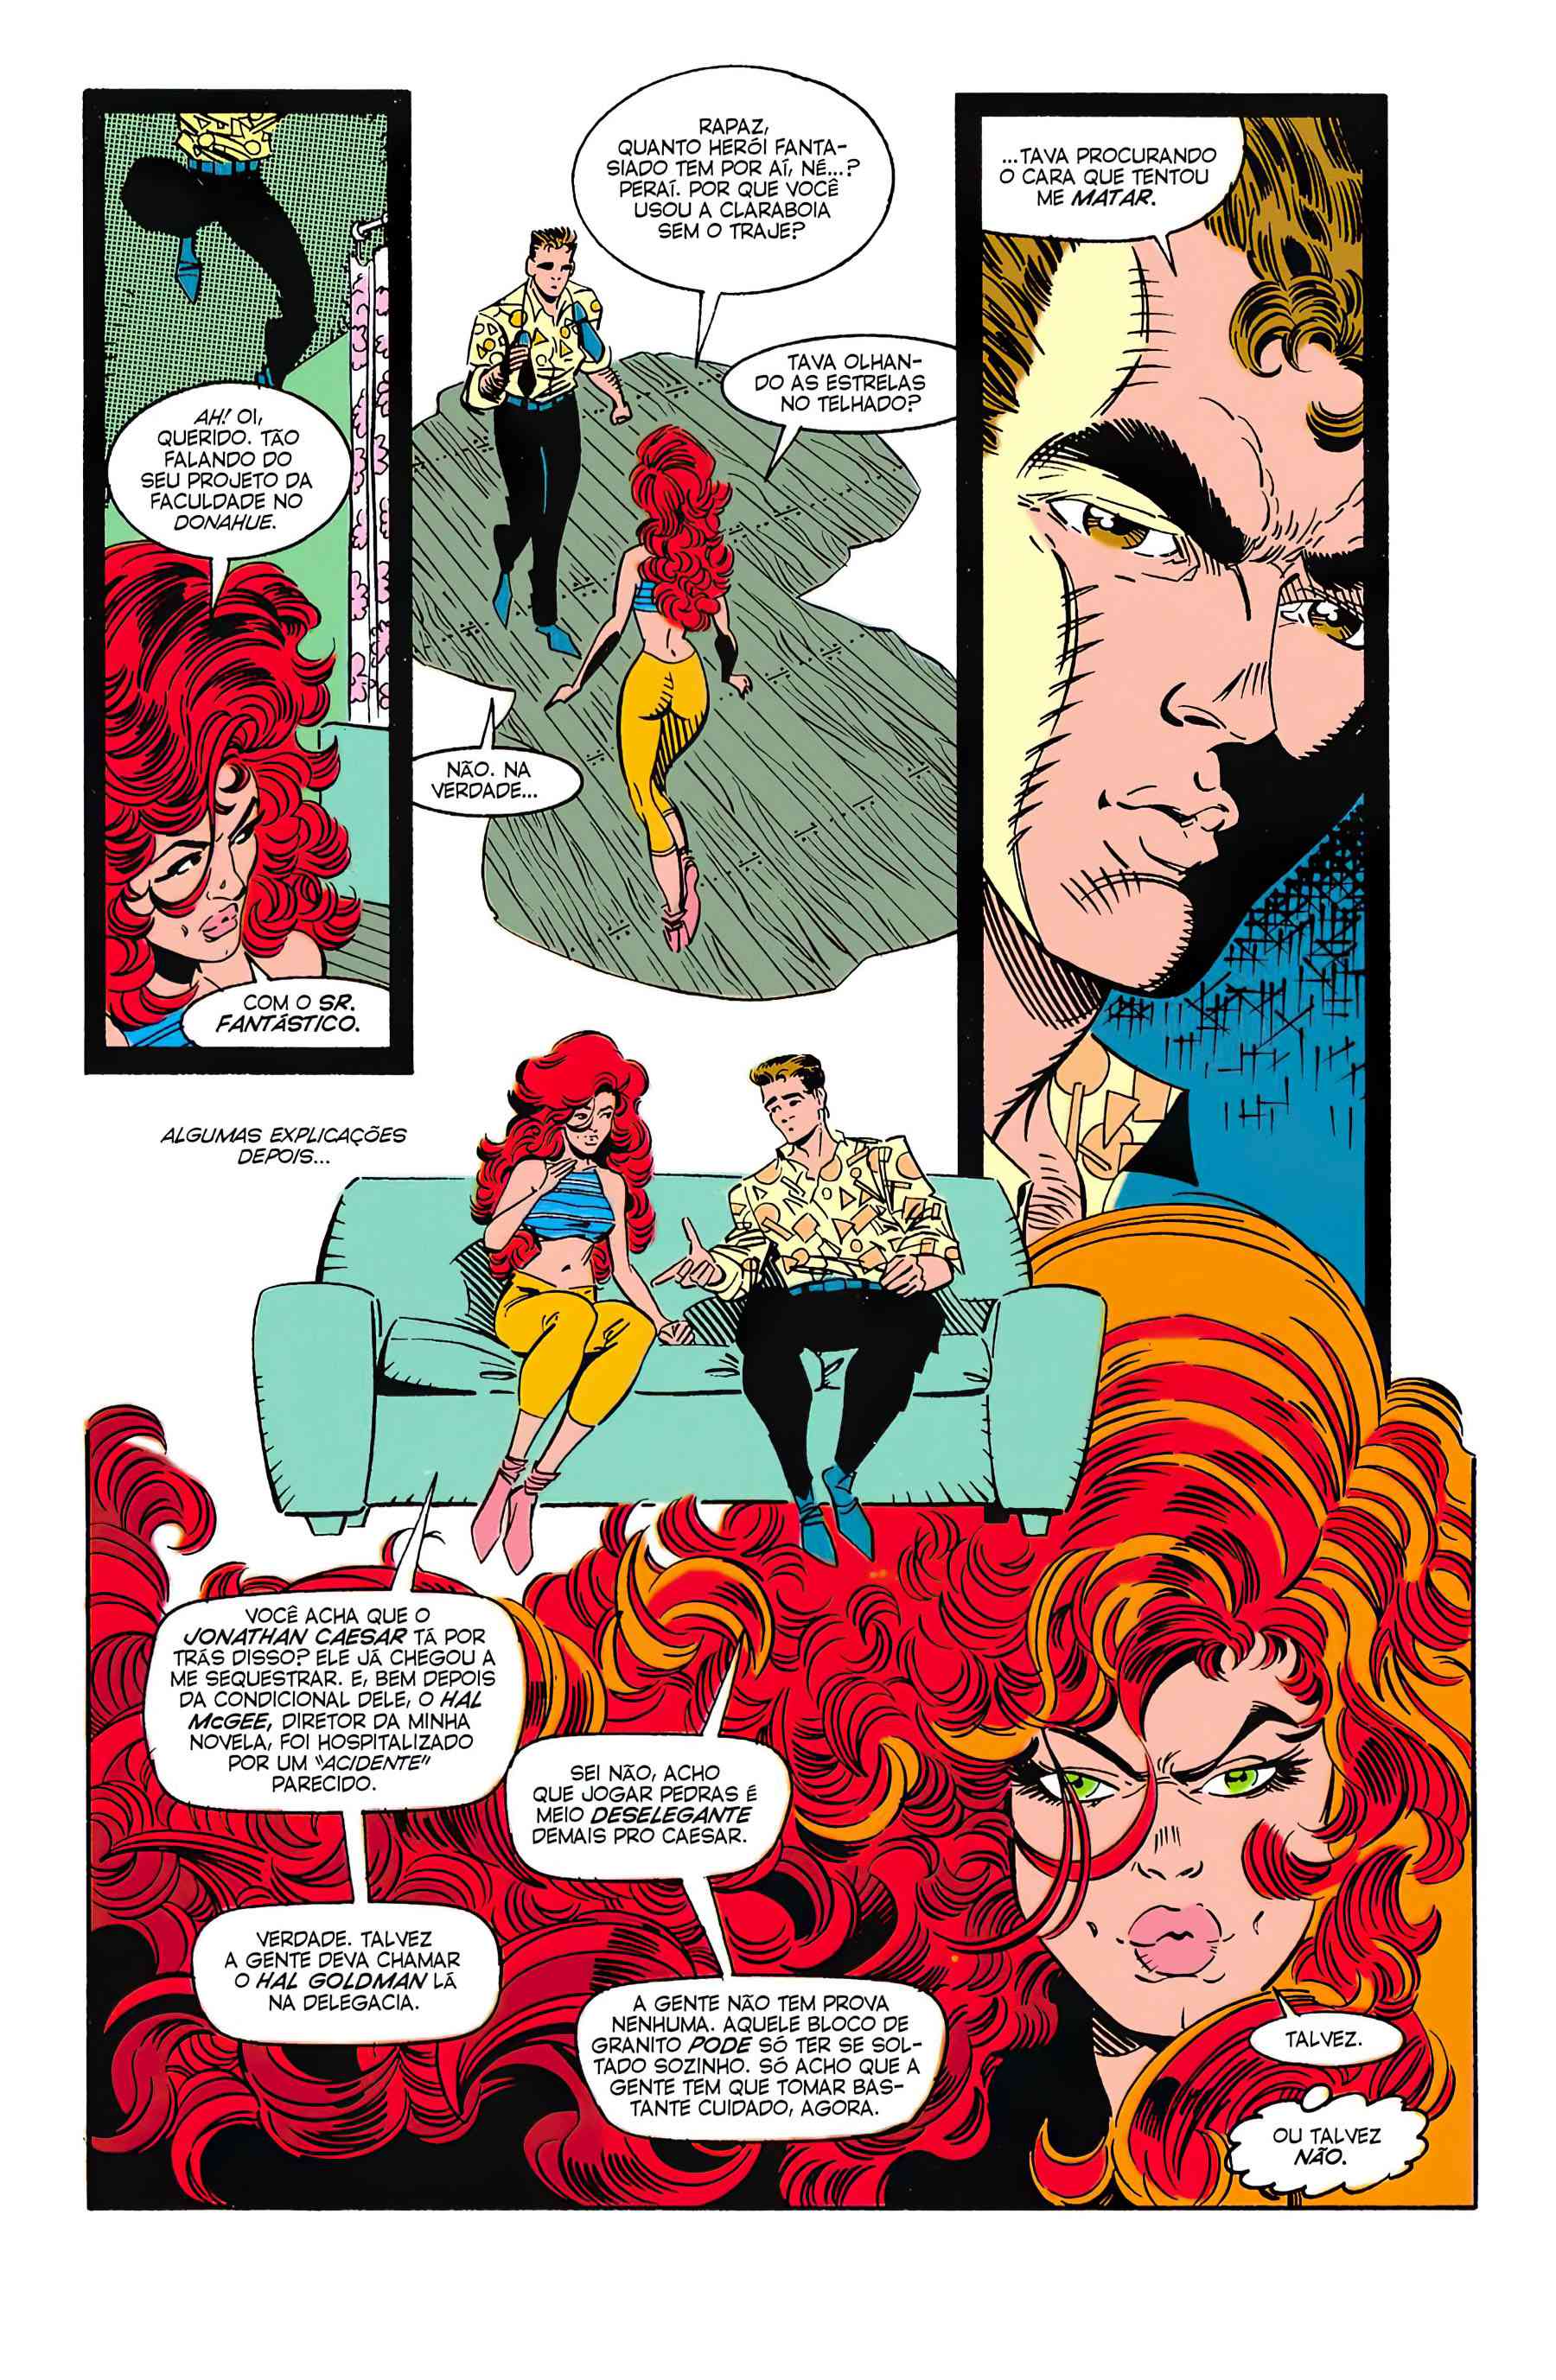 AH! OI,
QUERIDO. TÃO
FALANDO DO
SEU PROJETO DA
FACULDADE NO
DONAHUE.
COM O SR.
FANTÁSTICO.
RAPAZ,
QUANTO HERÓI FANTA-
SIADO TEM POR AÍ, NÉ...?
PERAÍ. POR QUE VOCÊ
USOU A CLARABOIA
SEM O TRAJE?
TAVA OLHAN-
DO AS ESTRELAS
NO TELHADO?
NÃO. NA
VERDADE...
...TAVA PROCURANDO
O CARA QUE TENTOU
ME MATAR.
ALGUMAS EXPLICAÇÕES
DEPOIS...
VOCÊ ACHA QUE O
JONATHAN CAESAR TÁ POR
TRÁS DISSO? ELE JÁ CHEGOU A
ME SEQUESTRAR. E, BEM DEPOIS
DA CONDICIONAL DELE, O HAL
McGEE, DIRETOR DA MINHA
NOVELA, FOI HOSPITALIZADO
POR UM "ACIDENTE"
PARECIDO.
SEI NÃO, ACHO
QUE JOGAR PEDRAS É
MEIO DESELEGANTE
DEMAIS PRO CAESAR.
VERDADE. TALVEZ
A GENTE DEVA CHAMAR
O HAL GOLDMAN LÁ
NA DELEGACIA.
A GENTE NÃO TEM PROVA
NENHUMA. AQUELE BLOCO DE
GRANITO PODE SÓ TER SE SOL-
TADO SOZINHO. SÓ ACHO QUE A
GENTE TEM QUE TOMAR BAS-
TANTE CUIDADO, AGORA.
TALVEZ.
OU TALVEZ
NÃO.